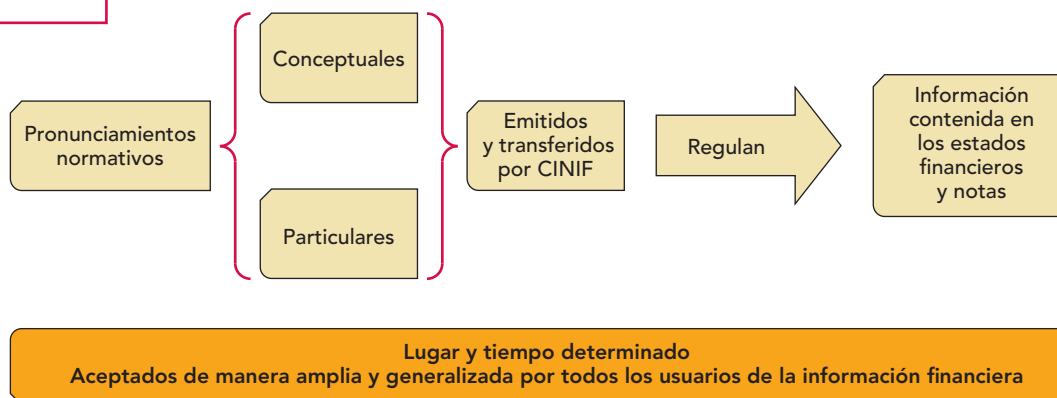 Pronunciamientos
normativos
Conceptuales
Particulares
Emitidos
y transferidos
por CINIF
Regulan
Información
contenida en
los estados
financieros
y notas
Lugar y tiempo determinado
Aceptados de manera amplia y generalizada por todos los usuarios de la información financiera